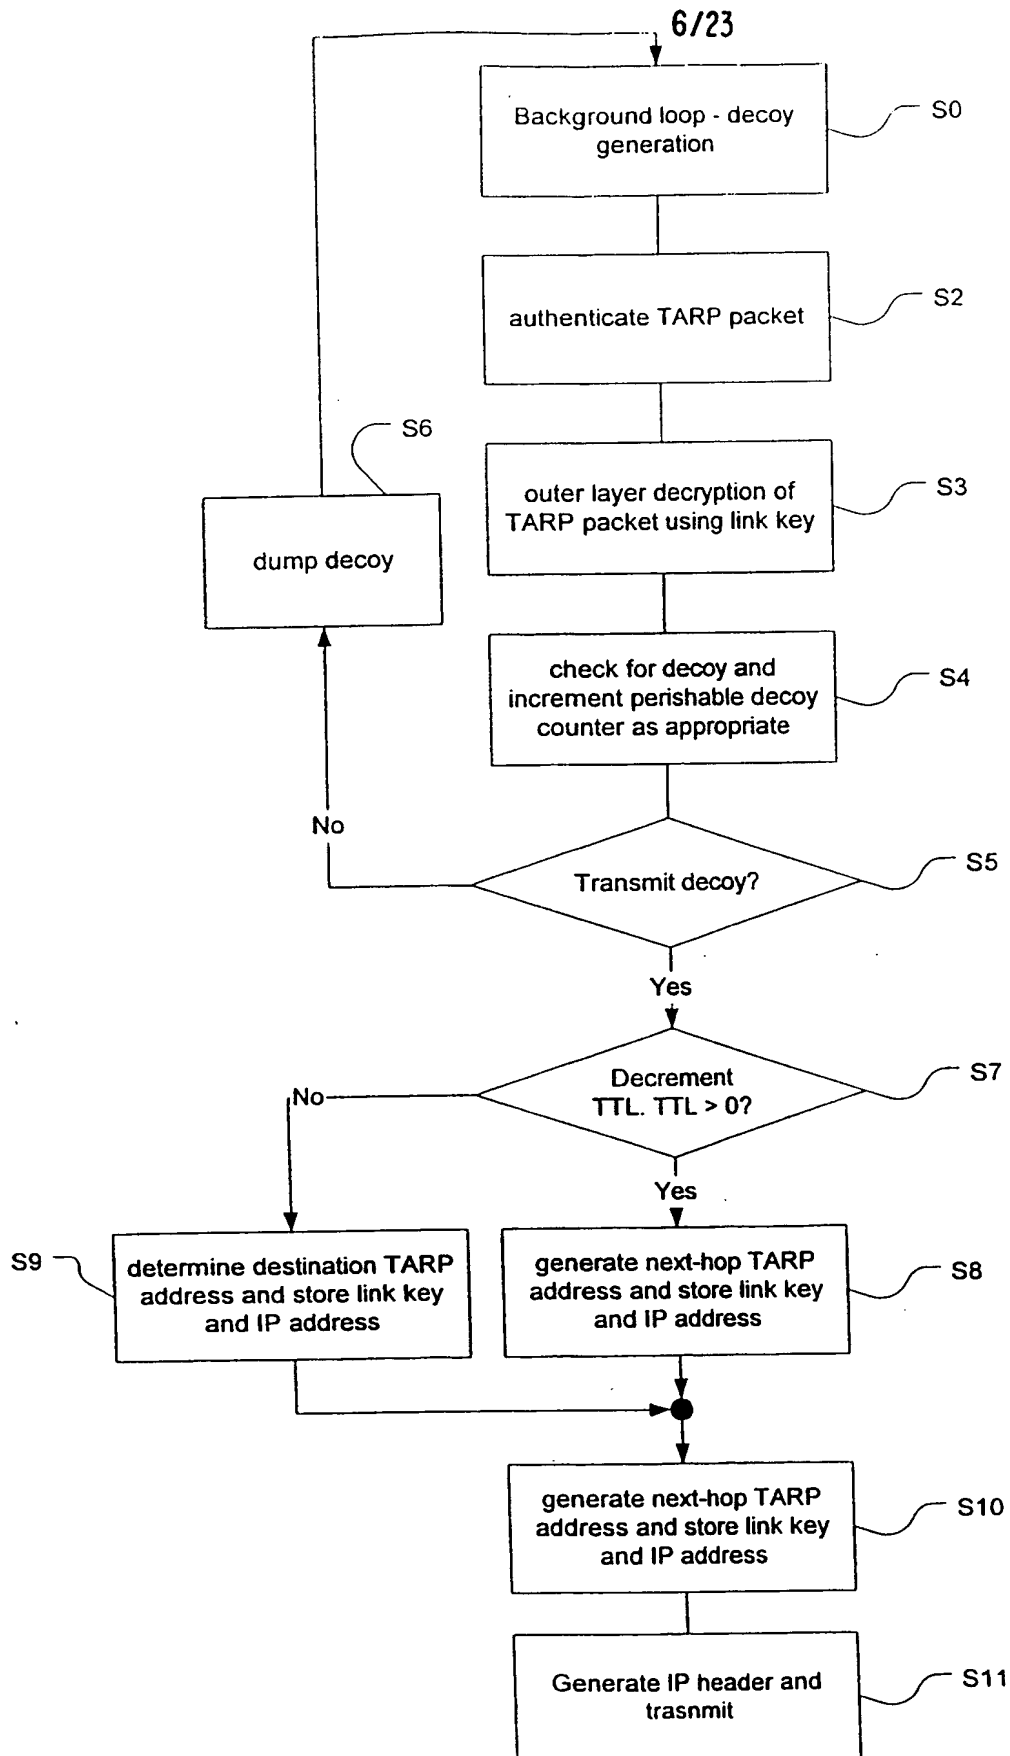 6/23
Background loop - decoy
generation
S0
authenticate TARP packet
S2
S6
outer layer decryption of
TARP packet using link key
S3
dump decoy
check for decoy and
increment perishable decoy
counter as appropriate
S4
No
Transmit decoy?
S5
Yes
Decrement
TTL. TTL > 0?
S7
No
Yes
S9
determine destination TARP
address and store link key
and IP address
generate next-hop TARP
address and store link key
and IP address
S8
generate next-hop TARP
address and store link key
and IP address
S10
Generate IP header and
trasnmit
S11